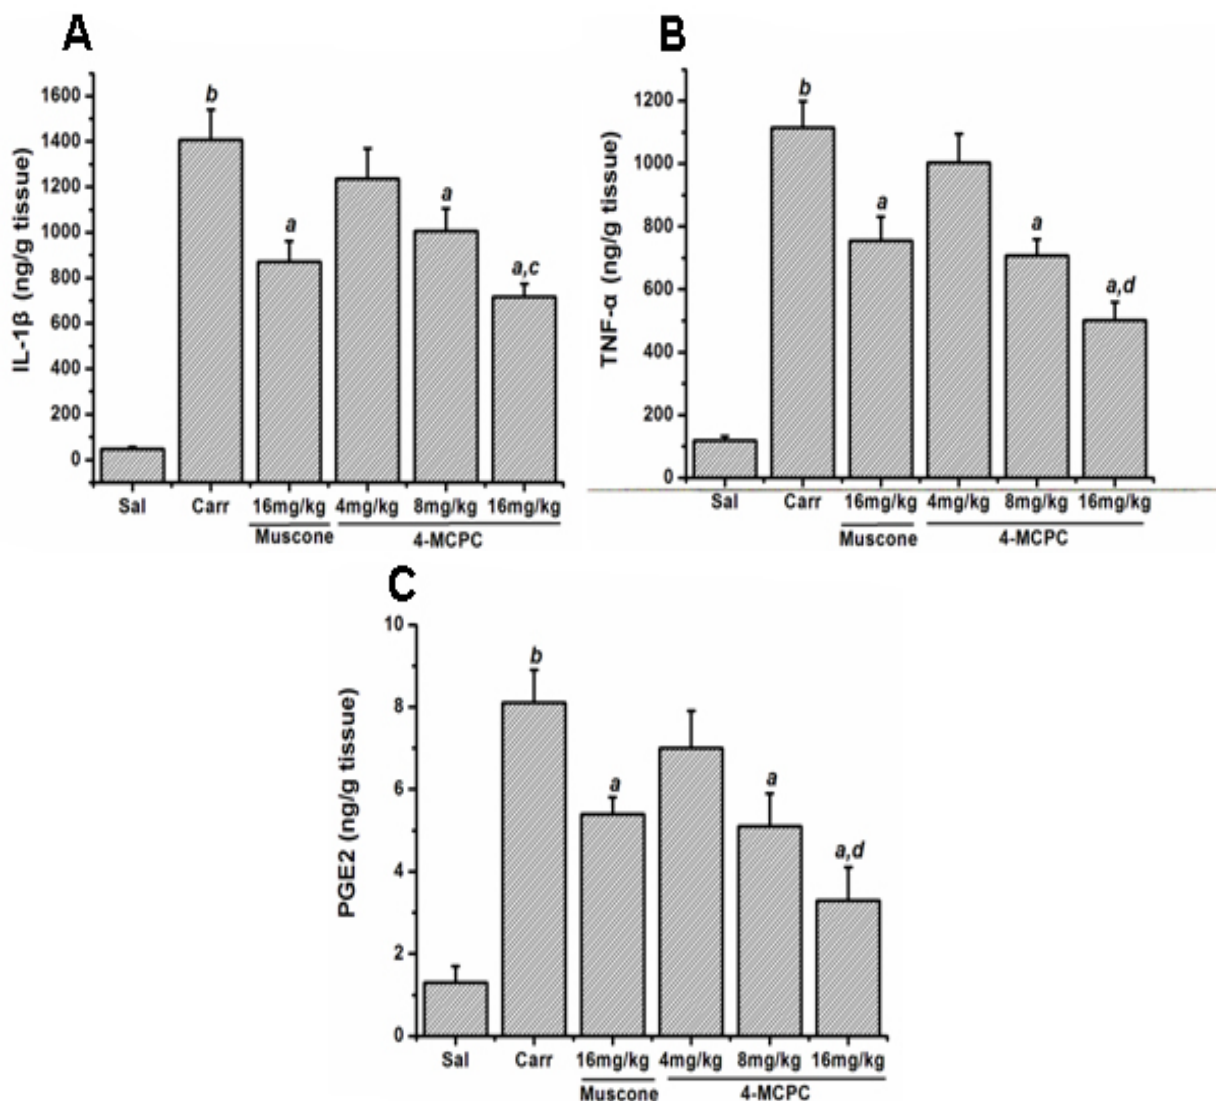 A
B
IL-1β (ng/g tissue)
1600
1400
1200
1000
800
600
400
200
0
b
a
a
a,c
Sal Carr 16mg/kg 4mg/kg 8mg/kg 16mg/kg
Muscone 4-MCPC
TNF-α (ng/g tissue)
1200
1000
800
600
400
200
0
b
a
a
a,d
Sal Carr 16mg/kg 4mg/kg 8mg/kg 16mg/kg
Muscone 4-MCPC
C
PGE2 (ng/g tissue)
10
8
6
4
2
0
b
a
a
a,d
Sal Carr 16mg/kg 4mg/kg 8mg/kg 16mg/kg
Muscone 4-MCPC